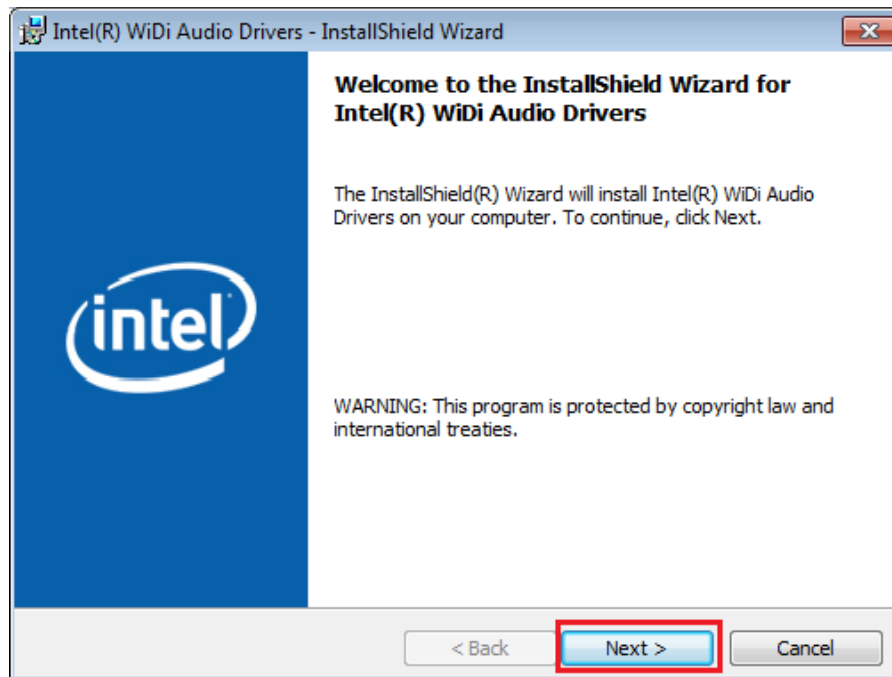 Intel(R) WiDi Audio Drivers - InstallShield Wizard
Welcome to the InstallShield Wizard for
Intel(R) WiDi Audio Drivers
The InstallShield(R) Wizard will install Intel(R) WiDi Audio
Drivers on your computer. To continue, click Next.
intel
WARNING: This program is protected by copyright law and
international treaties.
< Back
Next >
Cancel